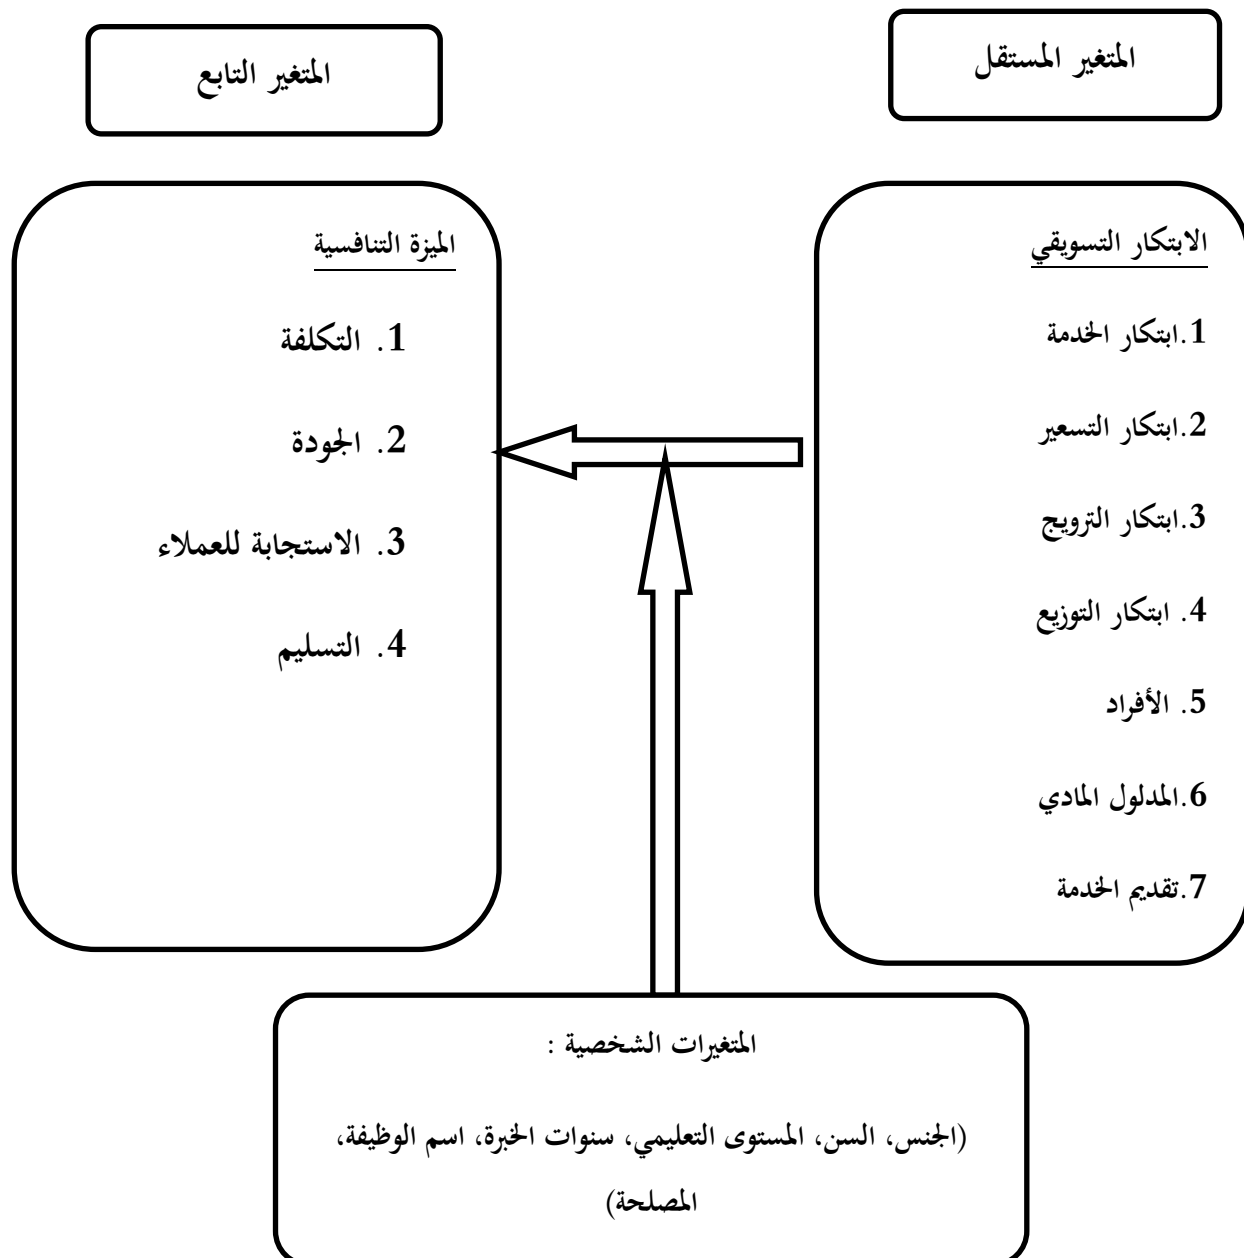 المتغير المستقل
المتغير التابع
الابتكار التسويقي
1.ابتكار الخدمة
2.ابتكار التسعير
3.ابتكار الترويج
4. ابتكار التوزيع
5. الأفراد
6.المدلول المادي
7.تقديم الخدمة
الميزة التنافسية
1. التكلفة
2. الجودة
3. الاستجابة للعملاء
4. التسليم
المتغيرات الشخصية :
(الجنس، السن، المستوى التعليمي، سنوات الخبرة، اسم الوظيفة،
المصلحة)